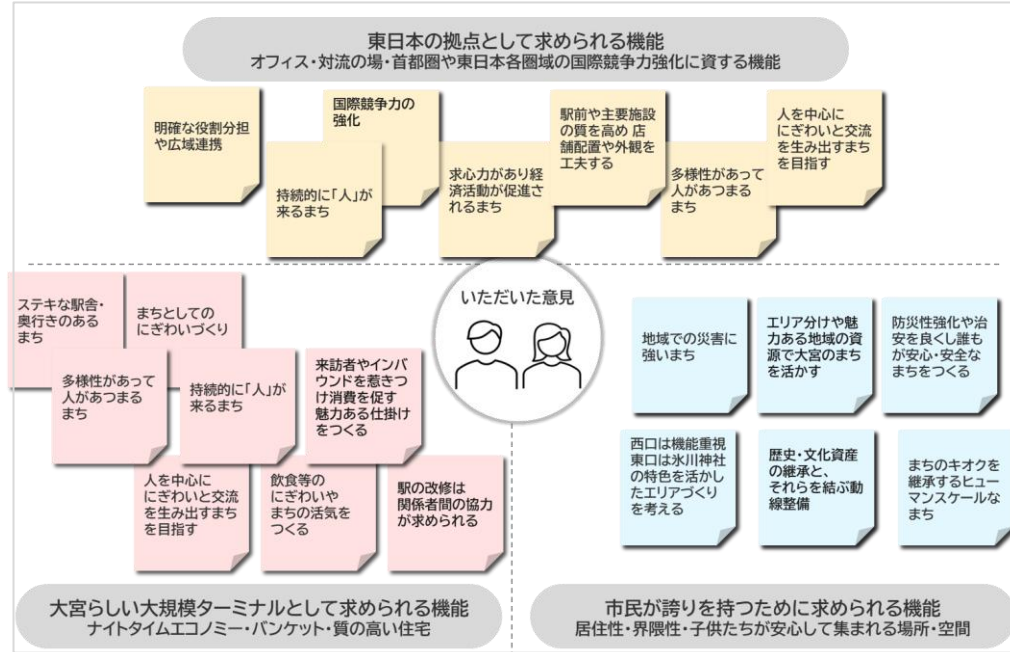 東日本の拠点として求められる機能
オフィス・対流の場・首都圏や東日本各圏域の国際競争力強化に資する機能
明確な役割分担
や広域連携
国際競争力の
強化
持続的に「人」が
来るまち
求心力があり経
済活動が促進さ
れるまち
駅前や主要施設
の質を高め 店
舗配置や外観を
工夫する
多様性があって
人があつまる
まち
人を中心に
にぎわいと交流
を生み出すまち
を目指す
いただいた意見
ステキな駅舎・
奥行きのある
まち
まちとしての
にぎわいづくり
多様性があって
人があつまる
まち
持続的に「人」が
来るまち
来訪者やインバ
ウンドを惹きつ
け消費を促す
魅力ある仕掛け
をつくる
人を中心に
にぎわいと交流
を生み出すまち
を目指す
飲食等の
にぎわいや
まちの活気を
つくる
駅の改修は
関係者間の協力
が求められる
地域での災害に
強いまち
エリア分けや魅
力ある地域の資
源で大宮のまち
を活かす
防災性強化や治
安を良くし誰も
が安心・安全な
まちをつくる
西口は機能重視
東口は氷川神社
の特色を活かし
たエリアづくり
を考える
歴史・文化資産
の継承と、
それらを結ぶ動
線整備
まちのキオクを
継承するヒュー
マンスケールな
まち
大宮らしい大規模ターミナルとして求められる機能
ナイトタイムエコノミー・バンケット・質の高い住宅
市民が誇りを持つために求められる機能
居住性・界隈性・子供たちが安心して集まれる場所・空間